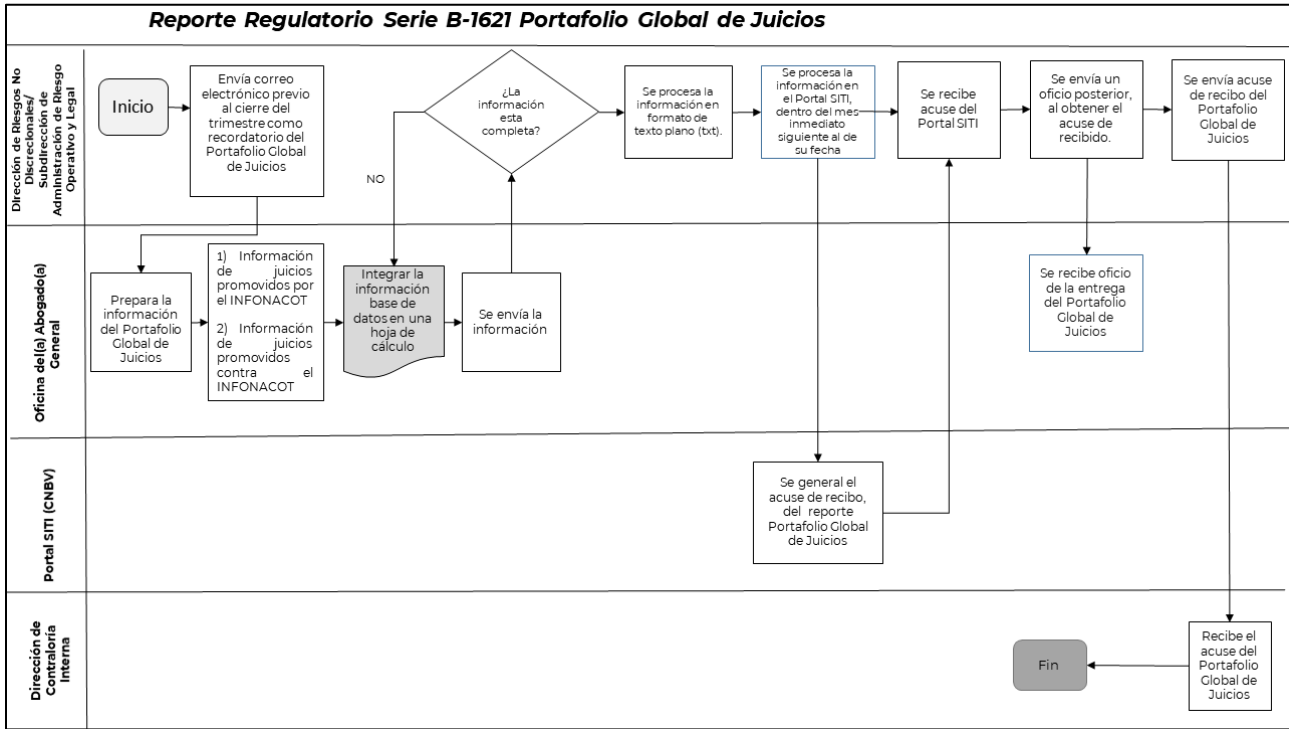 Reporte Regulatorio Serie B-1621 Portafolio Global de Juicios
Dirección de Riesgos No
Discrecionales/
Subdirección de
Administración de Riesgo
Operativo y Legal
Inicio
Envía correo
electrónico previo
al cierre del
trimestre como
recordatorio del
Portafolio Global
de Juicios
¿La
información
esta
completa?
NO
Se procesa la
información en
formato de
texto plano (txt).
Se procesa la
información en
el Portal SITI,
dentro del mes
inmediato
siguiente al de
su fecha
Se recibe
acuse del
Portal SITI
Se envía un
oficio posterior,
al obtener el
acuse de
recibido.
Se envía acuse
de recibo del
Portafolio
Global de
Juicios
Oficina del(a) Abogado(a)
General
Prepara la
información
del Portafolio
Global de
Juicios
1) Información
de juicios
promovidos por
el INFONACOT
2) Información
de juicios
promovidos
contra el
INFONACOT
Integrar la
información
base de
datos en una
hoja de
cálculo
Se envía la
información
Se recibe oficio
de la entrega
del Portafolio
Global de
Juicios
Portal SITI (CNBV)
Se general el
acuse de recibo,
del reporte
Portafolio Global
de Juicios
Dirección de
Contraloría
Interna
Fin
Recibe el
acuse del
Portafolio
Global de
Juicios